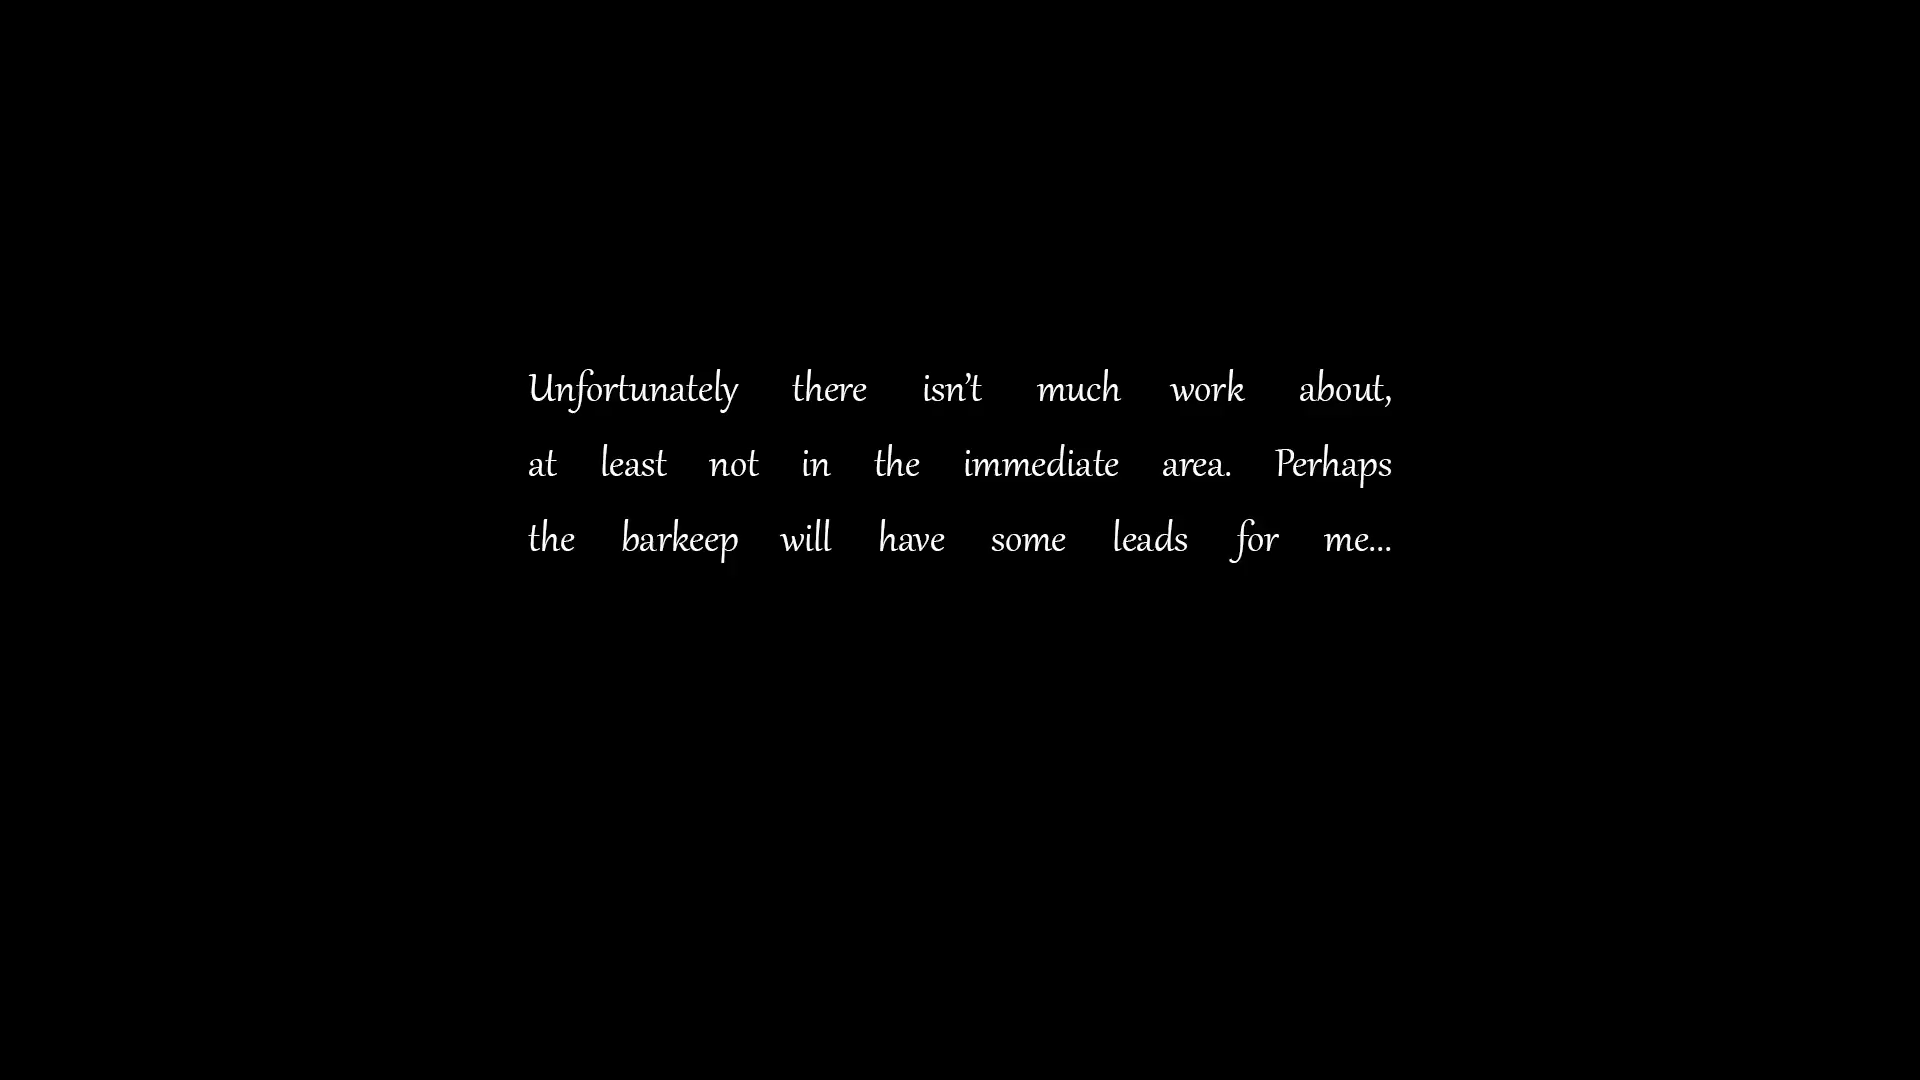 Unfortunately there isn’t much work about,
at least not in the immediate area. Perhaps
the barkeep will have some leads for me...